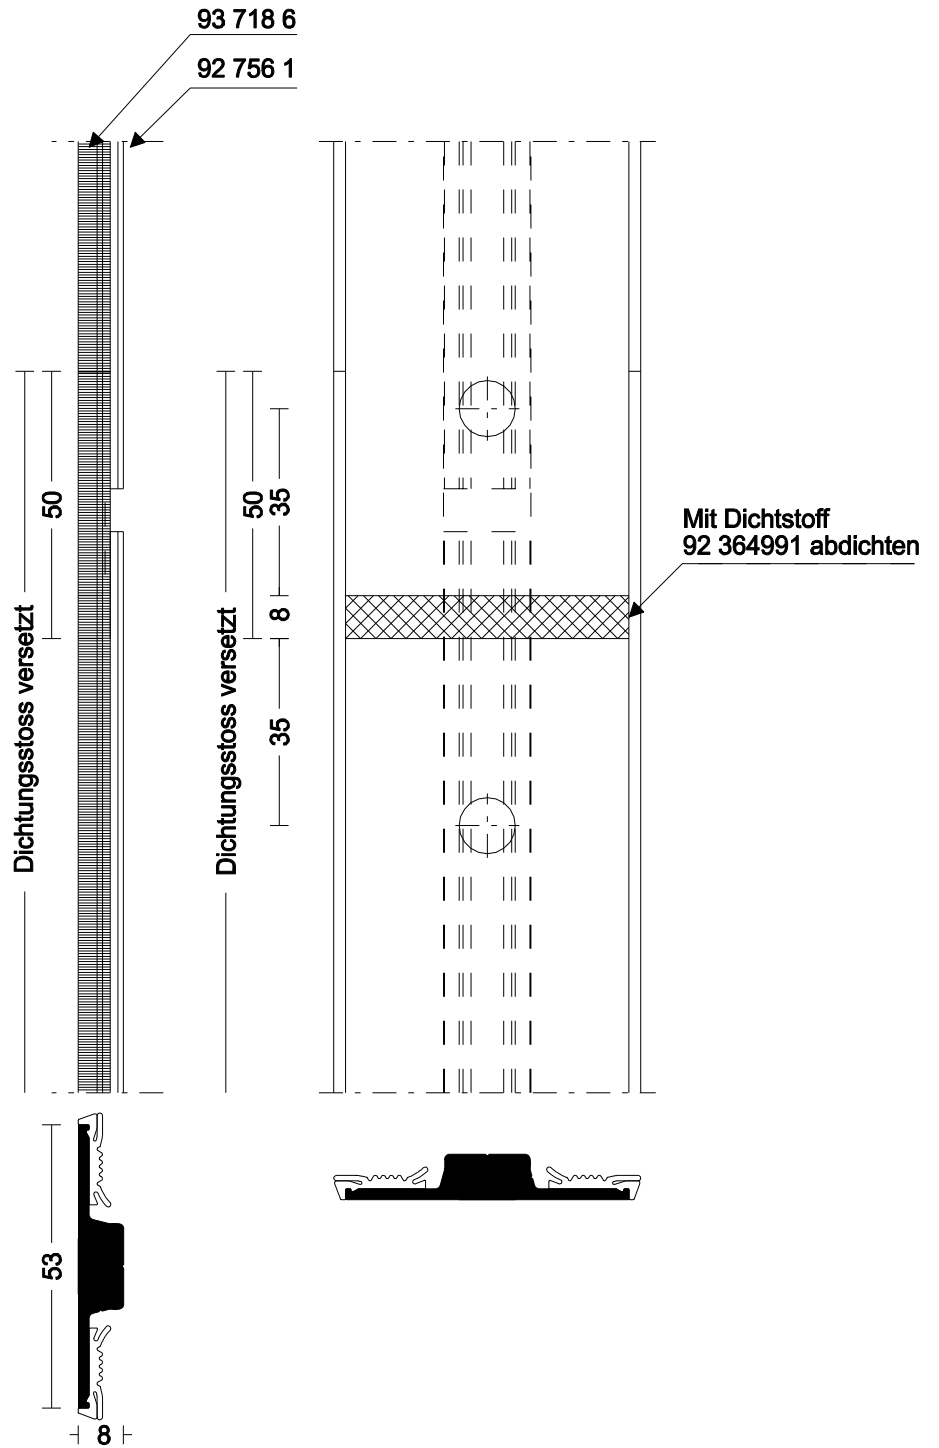 93 718 6
92 756 1
50
50
35
Mit Dichtstoff
92 364991 abdichten
8
Dichtungsstoss versetzt
Dichtungsstoss versetzt
35
53
8